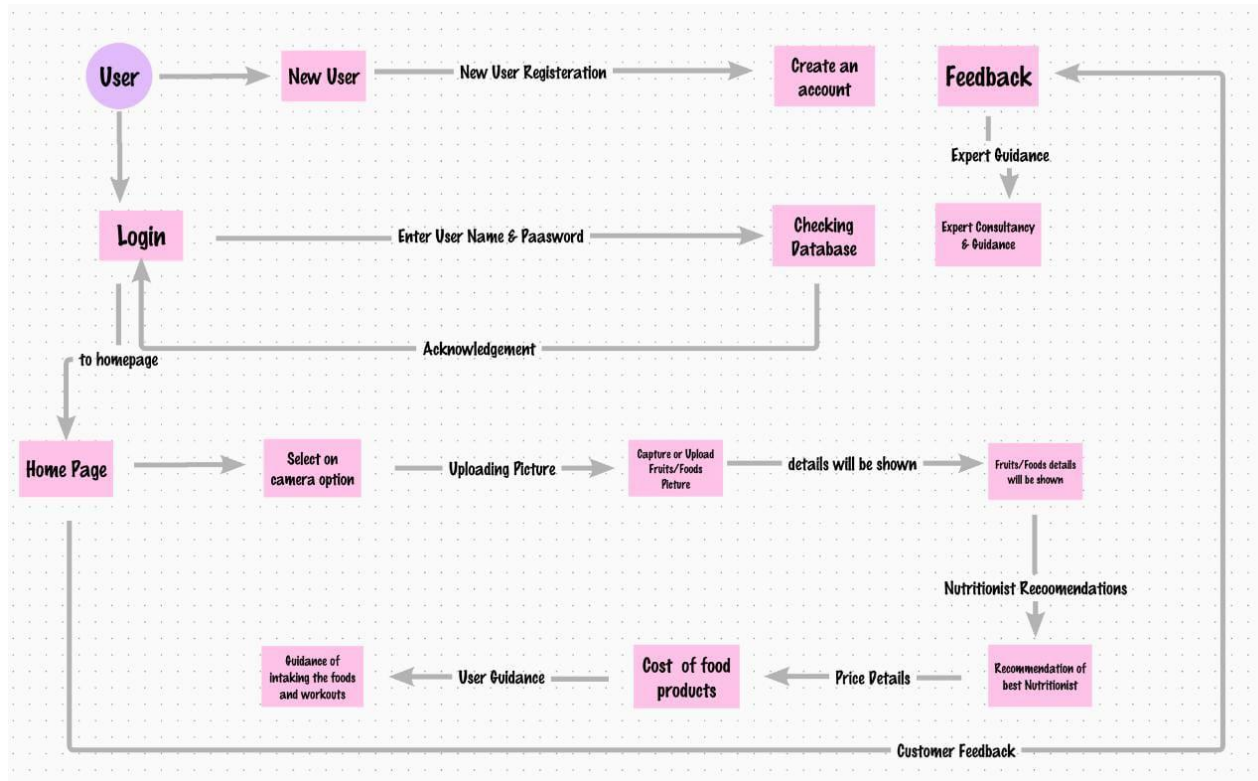 User
New User
New User Registeration
Create an
account
Feedback
Expert Guidance
Login
Enter User Name & Paasword
Checking
Database
Expert Consultancy
& Guidance
Acknowledgement
to homepage
Home Page
Select on
camera option
Uploading Picture
Capture or Upload
Fruits/Foods
Picture
details will be shown
Fruits/Foods details
will be shown
Nutritionist Recoomendations
Guidance of
intaking the foods
and workouts
User Guidance
Cost of food
products
Price Details
Recommendation of
best Nutritionist
Customer Feedback